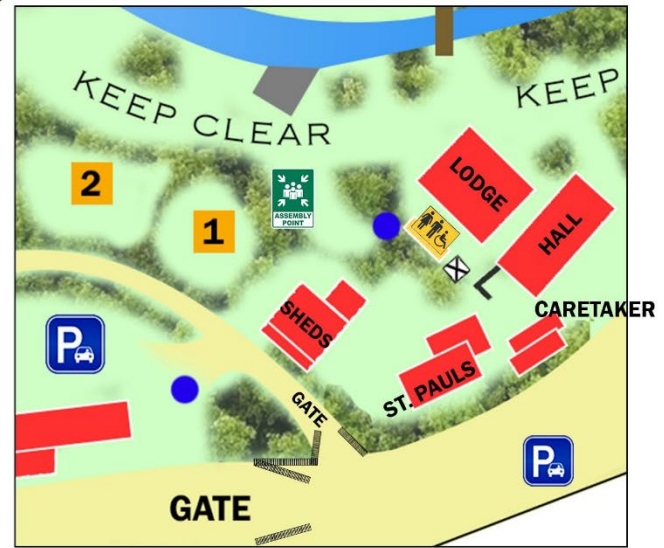 KEEP CLEAR
KEEP
2
1
ASSEMBLY
POINT
LODGE
HALL
L
CARETAKER
SHEDS
ST. PAULS
P
GATE
P
GATE